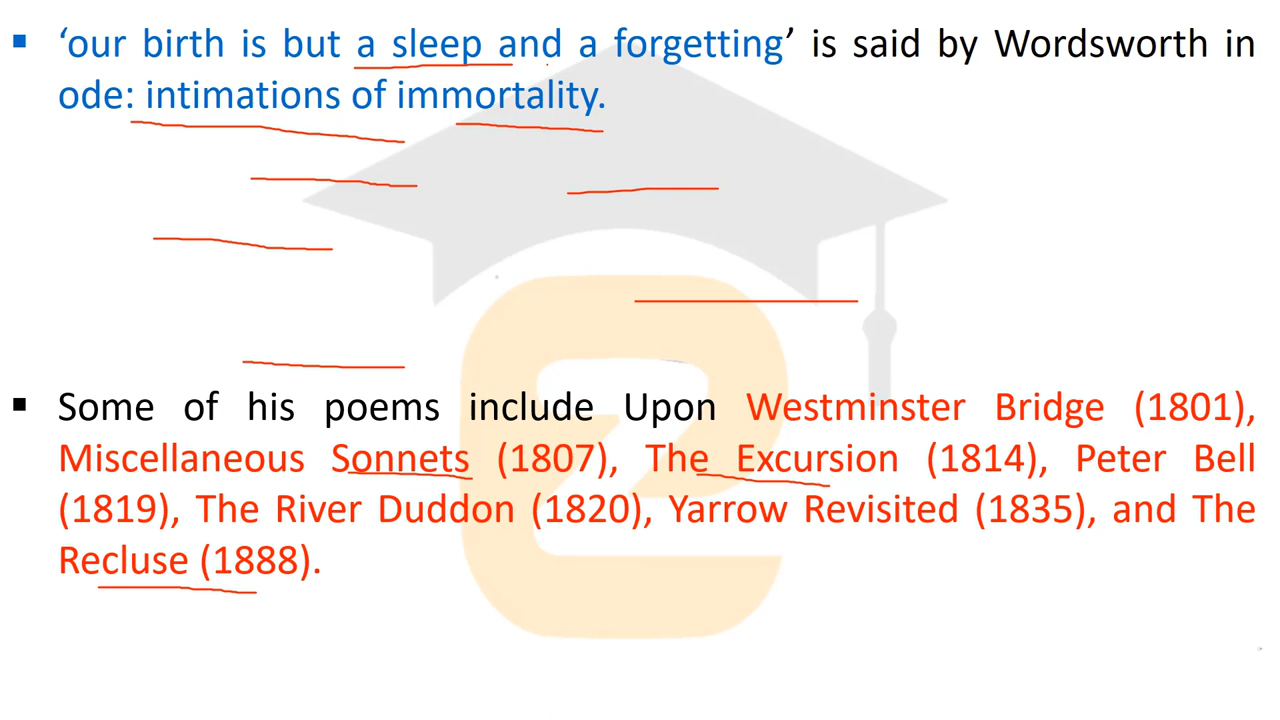 ▪ ‘our birth is but a sleep and a forgetting’ is said by Wordsworth in
ode: intimations of immortality.
▪ Some of his poems include Upon Westminster Bridge (1801),
Miscellaneous Sonnets (1807), The Excursion (1814), Peter Bell
(1819), The River Duddon (1820), Yarrow Revisited (1835), and The
Recluse (1888).